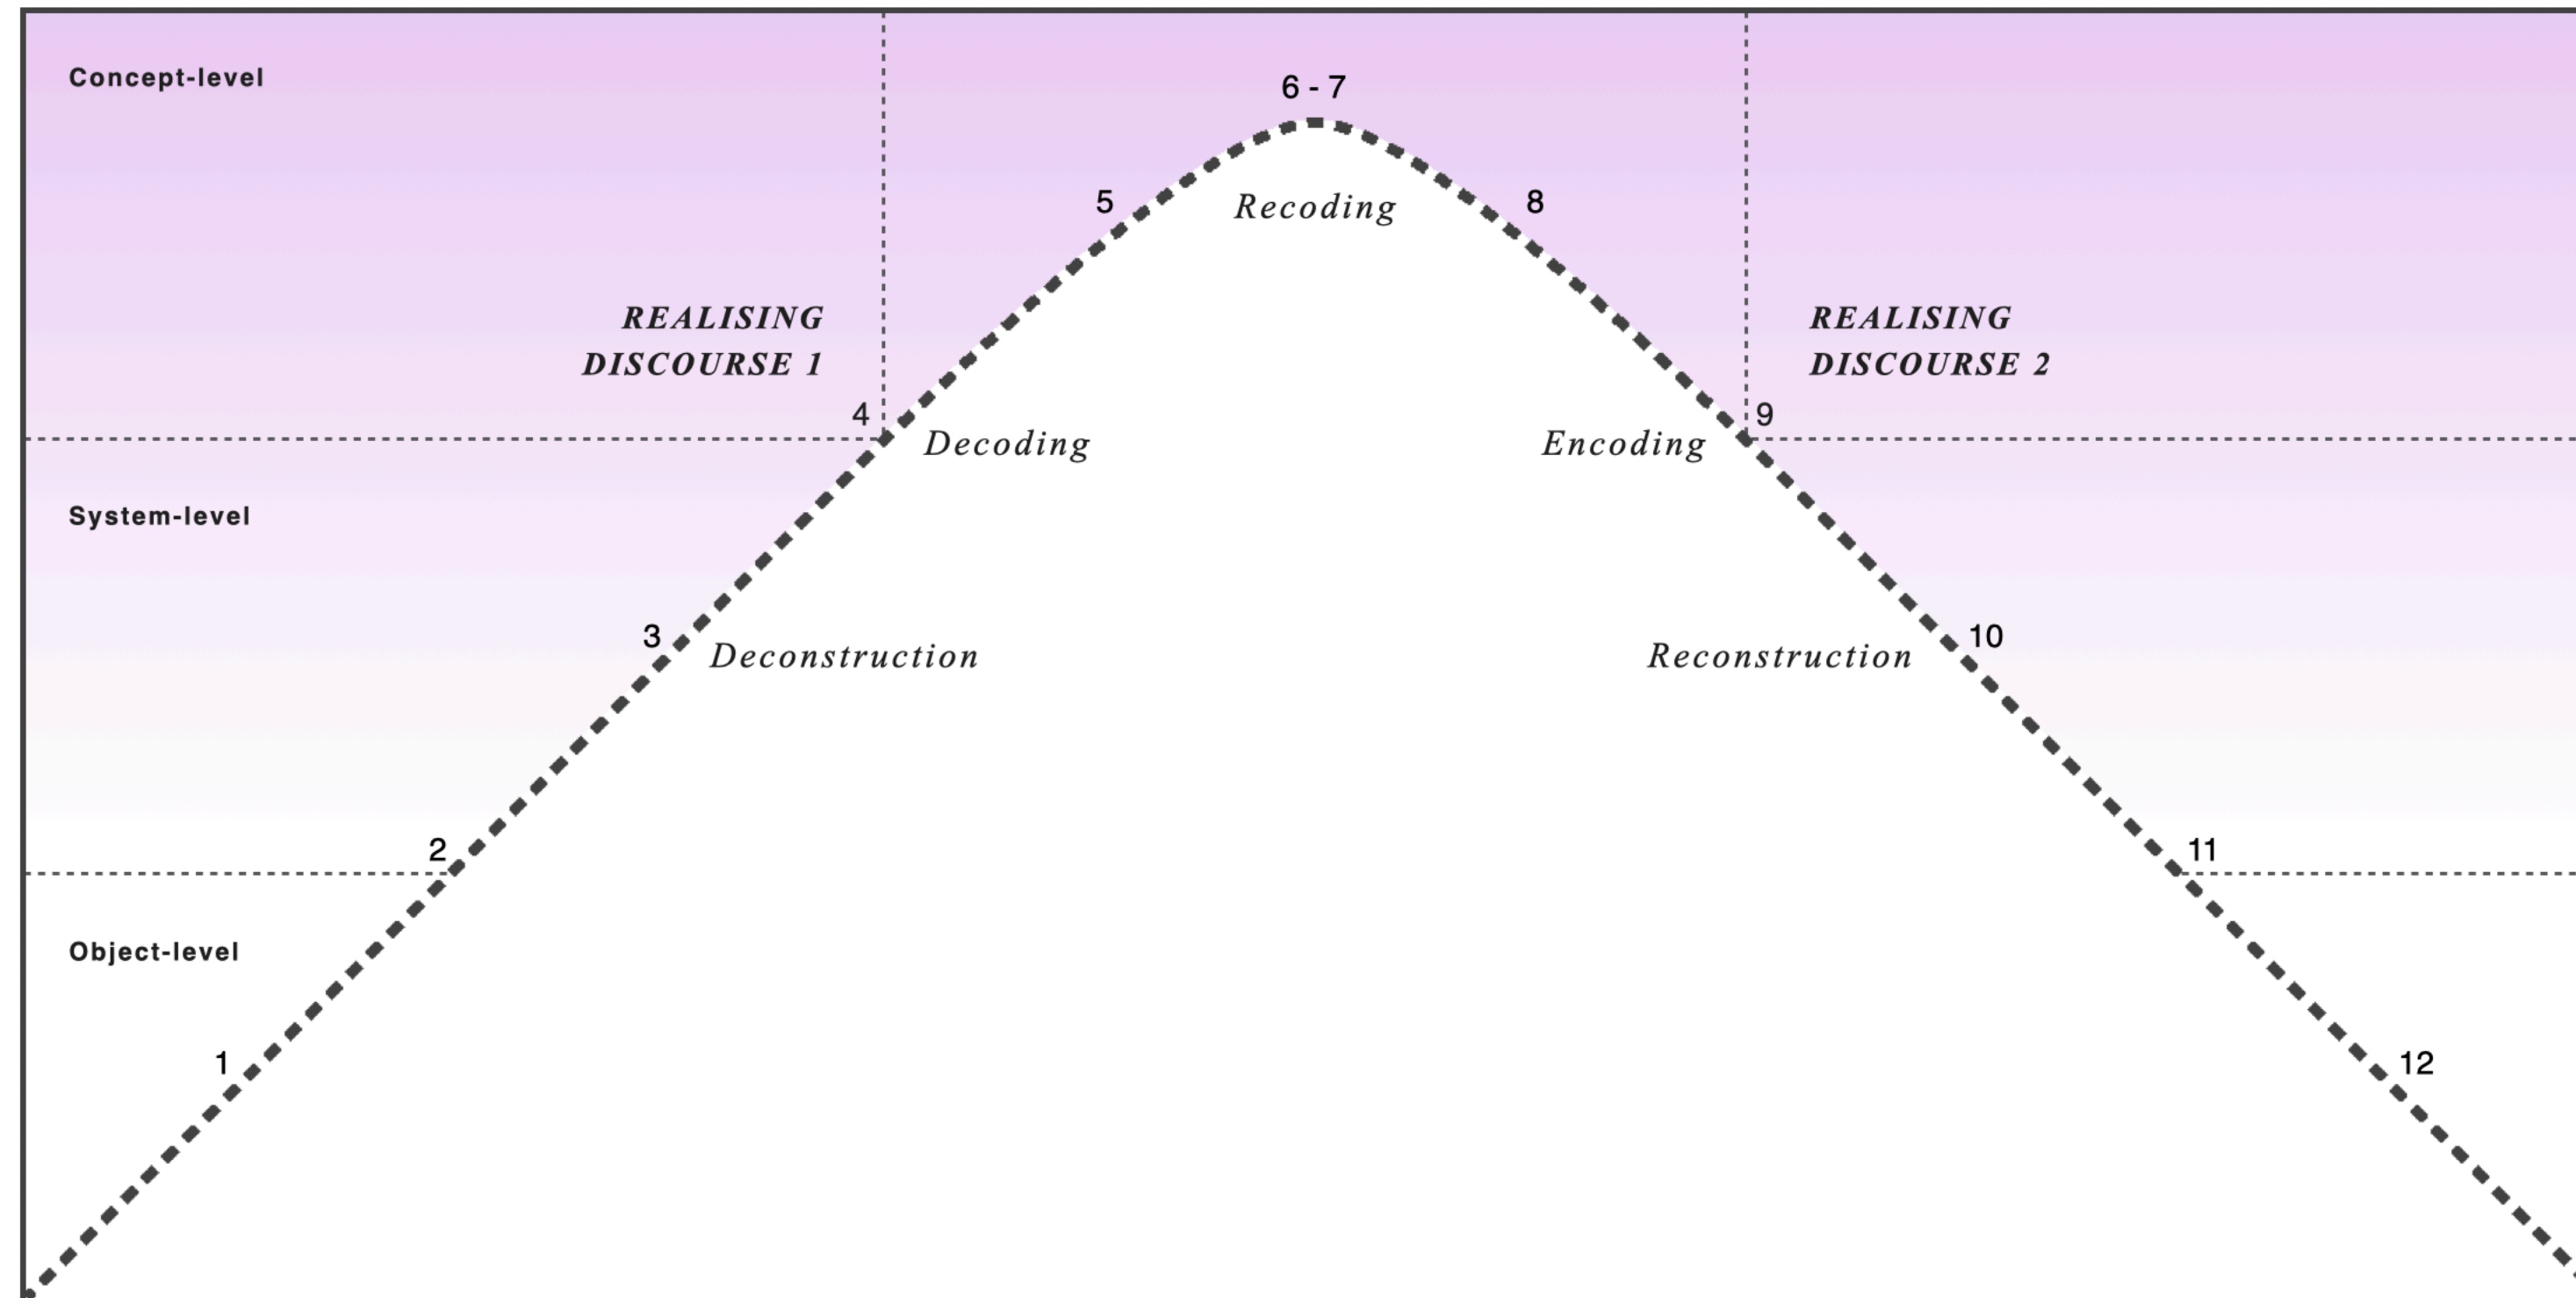 Concept-level
6 - 7
5
Recoding
8
REALISING
DISCOURSE 1
REALISING
DISCOURSE 2
4
Decoding
Encoding
9
System-level
3
Deconstruction
Reconstruction
10
2
11
Object-level
1
12